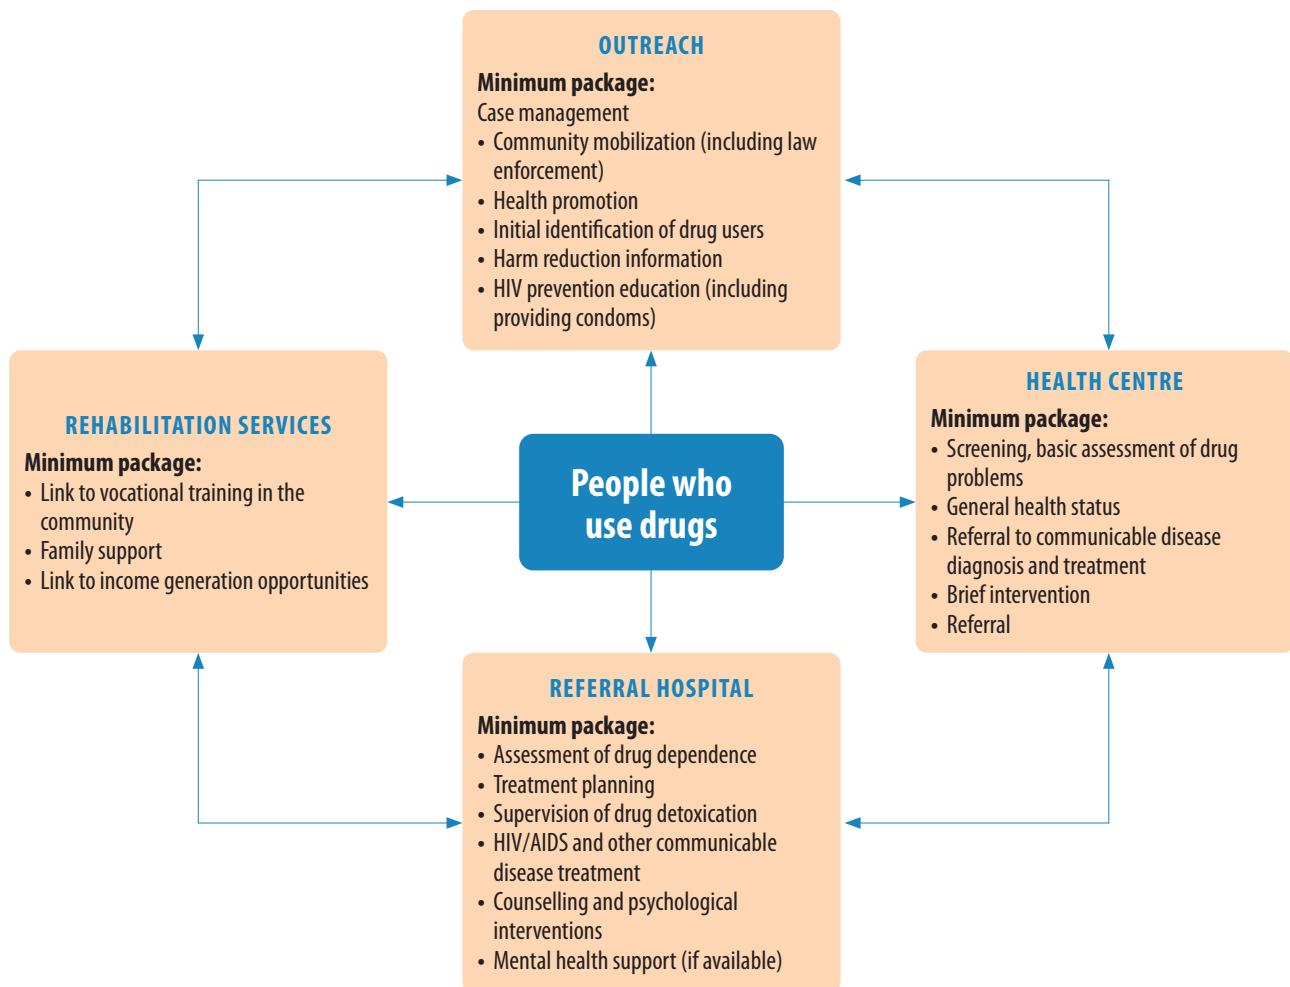 OUTREACH
Minimum package:
Case management
• Community mobilization (including law
enforcement)
• Health promotion
• Initial identification of drug users
• Harm reduction information
• HIV prevention education (including
providing condoms)
REHABILITATION SERVICES
Minimum package:
• Link to vocational training in the
community
• Family support
• Link to income generation opportunities
People who
use drugs
HEALTH CENTRE
Minimum package:
• Screening, basic assessment of drug
problems
• General health status
• Referral to communicable disease
diagnosis and treatment
• Brief intervention
• Referral
REFERRAL HOSPITAL
Minimum package:
• Assessment of drug dependence
• Treatment planning
• Supervision of drug detoxication
• HIV/AIDS and other communicable
disease treatment
• Counselling and psychological
interventions
• Mental health support (if available)